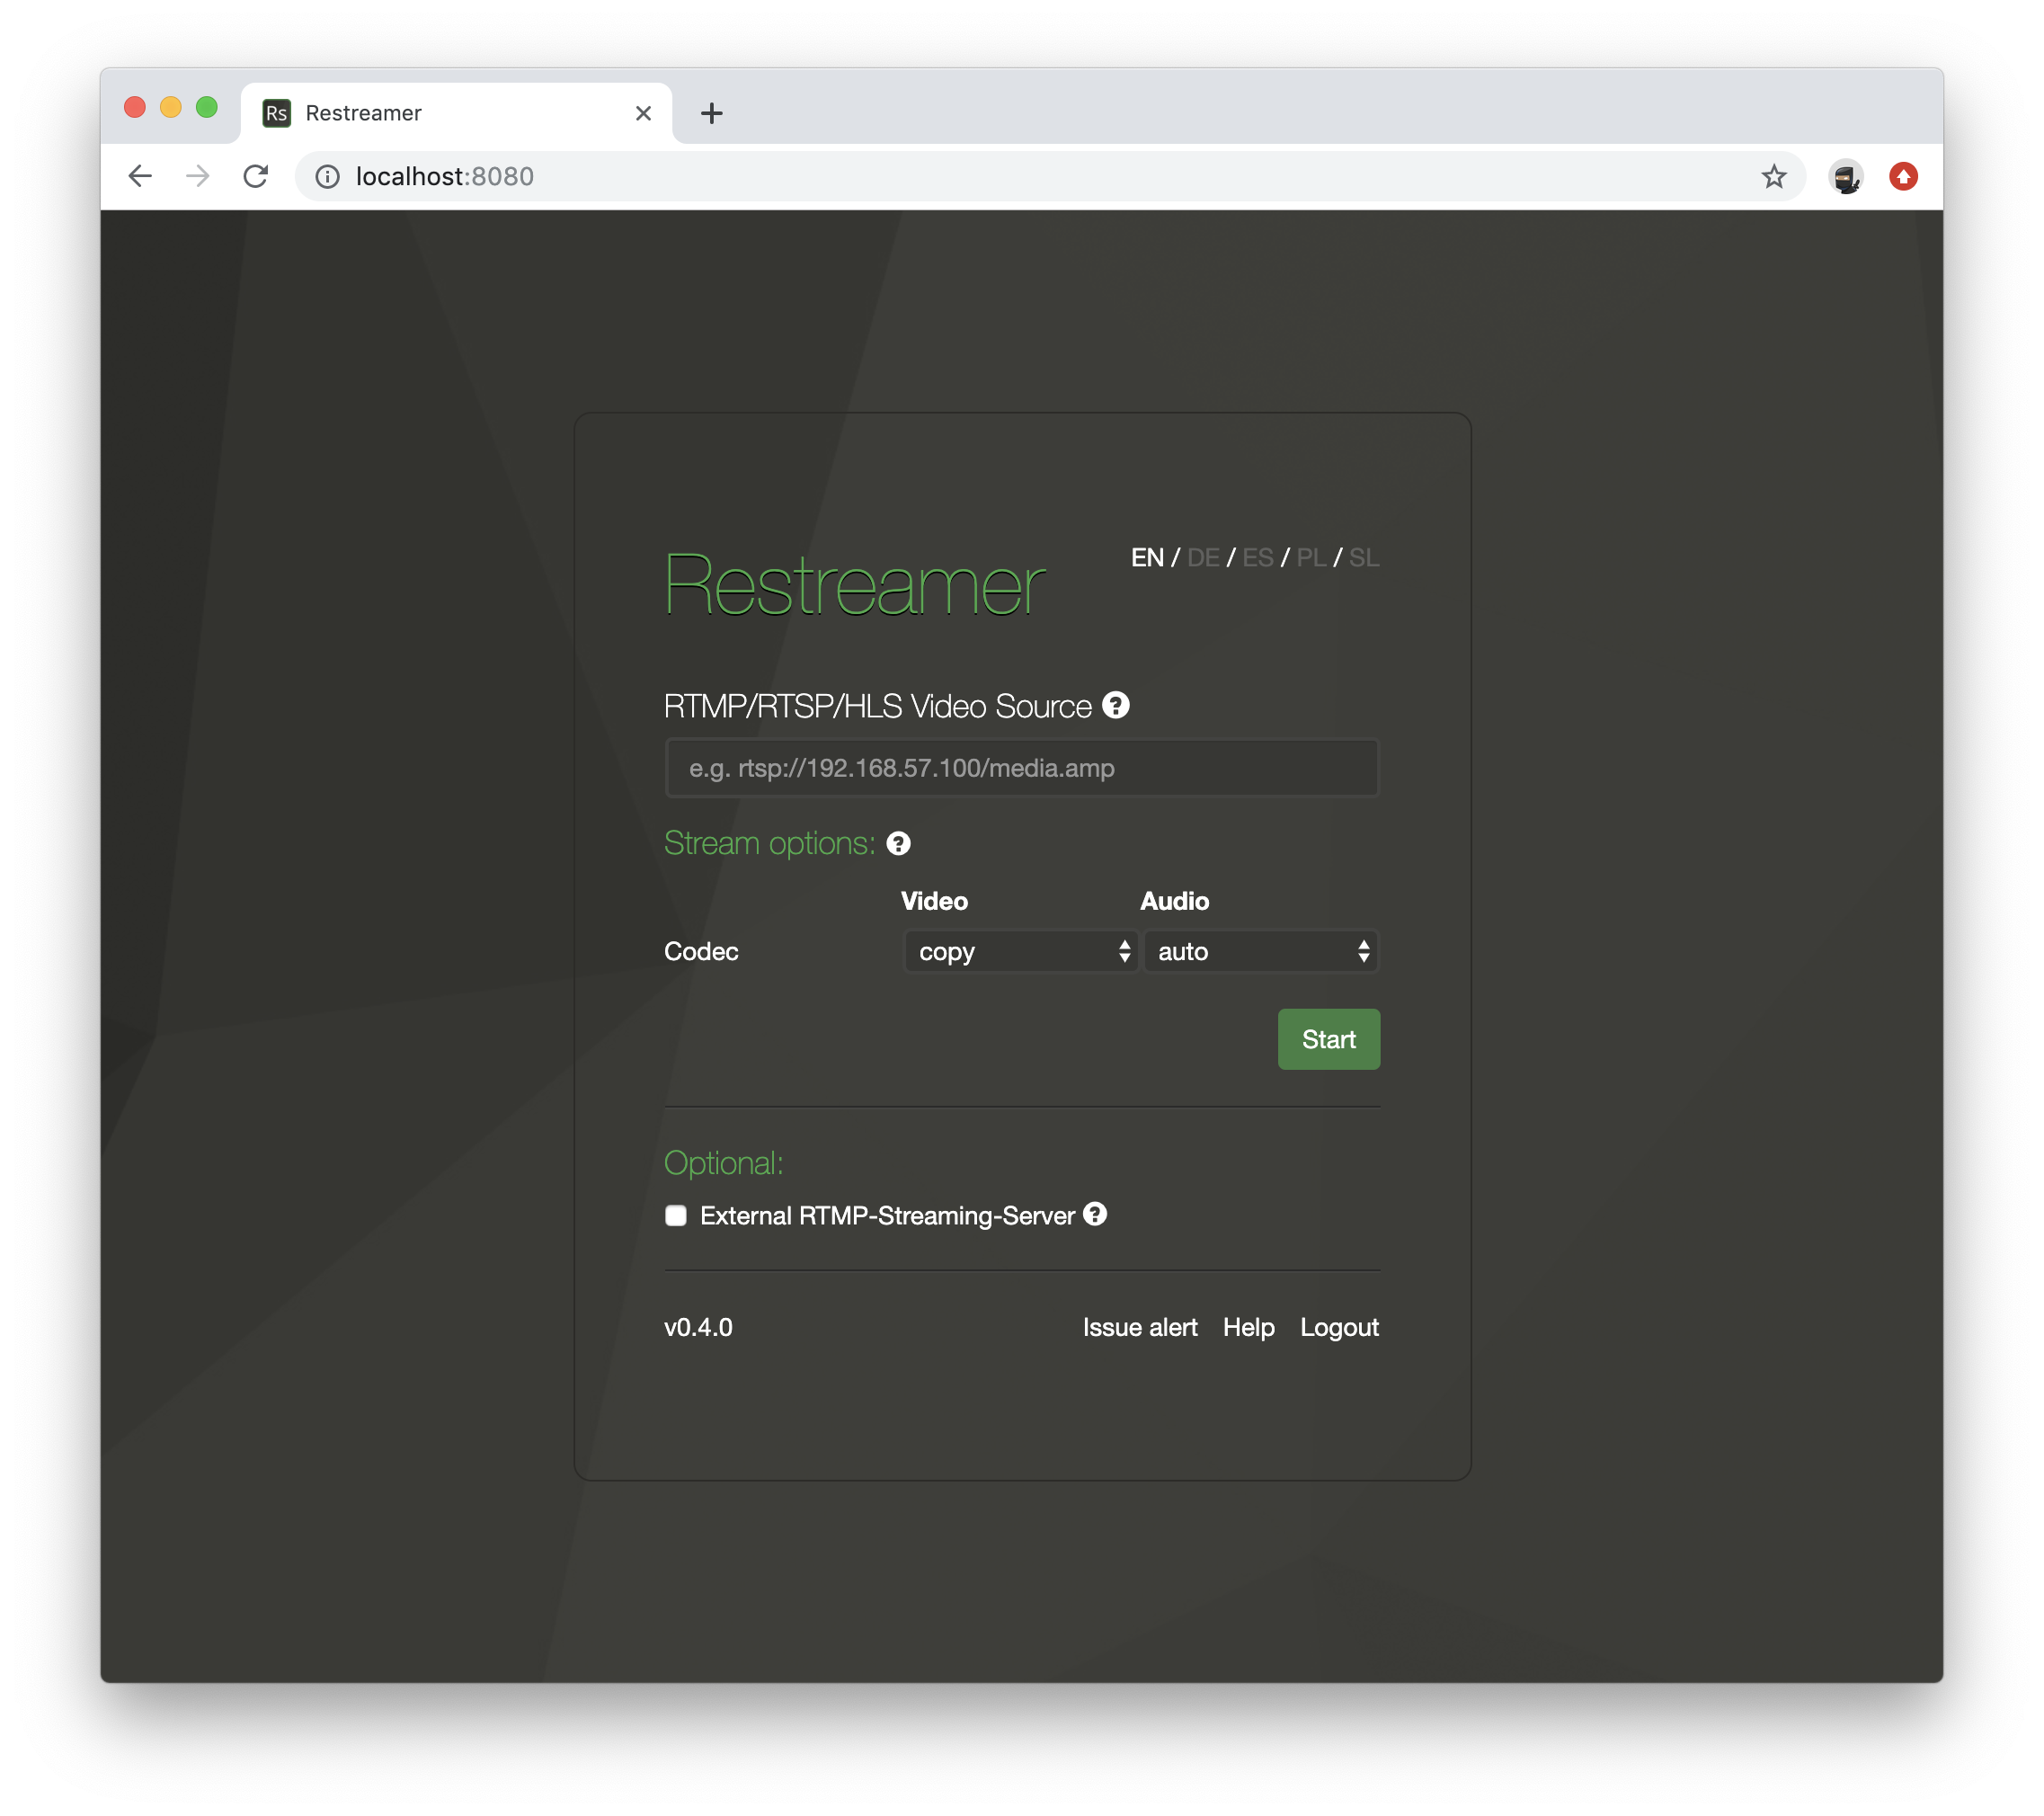 Rs Restreamer
localhost:8080
Restreamer
EN / DE / ES / PL / SL
RTMP/RTSP/HLS Video Source ?
e.g. rtsp://192.168.57.100/media.amp
Stream options: ?
Video Audio
Codec copy auto
Start
Optional:
External RTMP-Streaming-Server ?
v0.4.0 Issue alert Help Logout